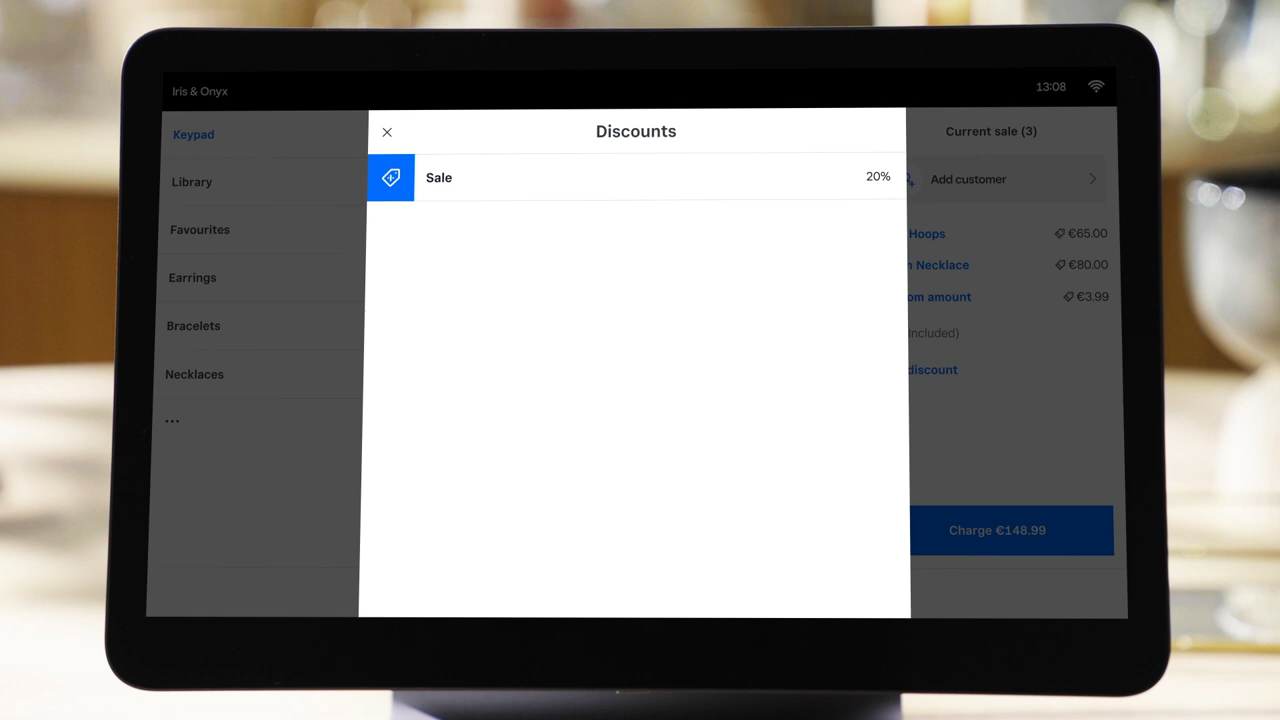 Iris & Onyx
13:08
Keypad
Library
Favourites
Earrings
Bracelets
Necklaces
...
Discounts
Sale
20%
Current sale (3)
Add customer
Hoops
€65.00
Necklace
€80.00
amount
€3.99
included)
discount
Charge €148.99